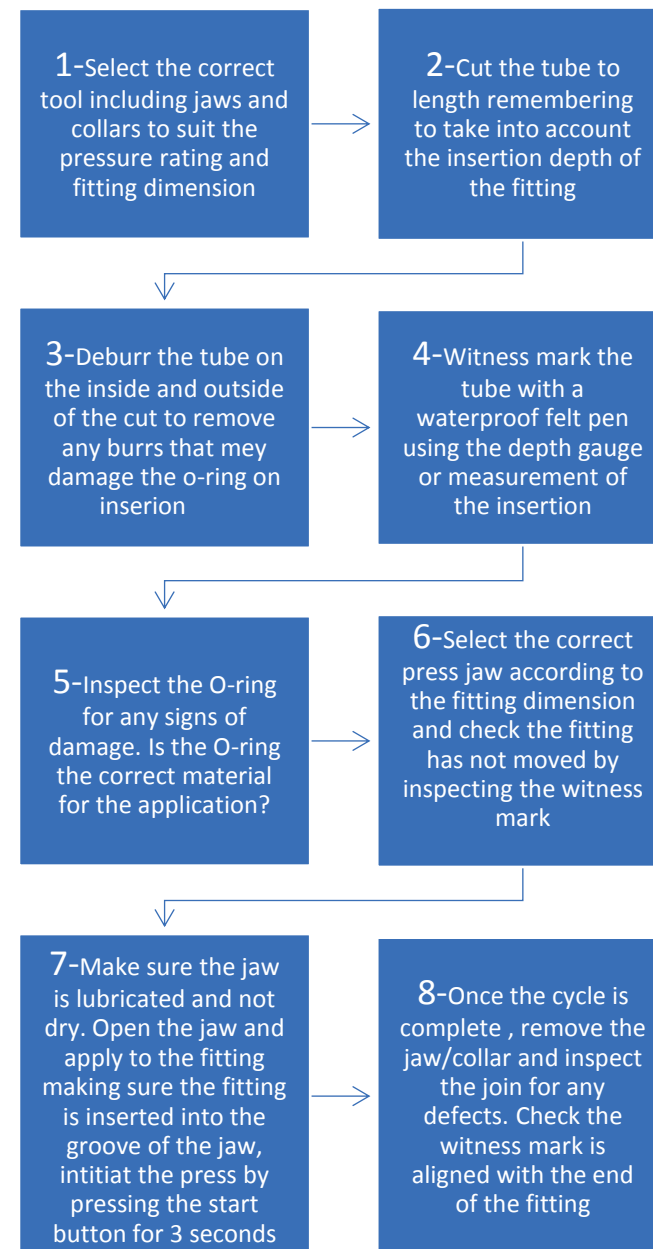 1-Select the correct
tool including jaws and
collars to suit the
pressure rating and
fitting dimension
2-Cut the tube to
length remembering
to take into account
the insertion depth of
the fitting
3-Deburr the tube on
the inside and outside
of the cut to remove
any burrs that mey
damage the o-ring on
inserion
4-Witness mark the
tube with a
waterproof felt pen
using the depth gauge
or measurement of
the insertion
5-Inspect the O-ring
for any signs of
damage. Is the O-ring
the correct material
for the application?
6-Select the correct
press jaw according to
the fitting dimension
and check the fitting
has not moved by
inspecting the witness
mark
7-Make sure the jaw
is lubricated and not
dry. Open the jaw and
apply to the fitting
making sure the fitting
is inserted into the
groove of the jaw,
intitiat the press by
pressing the start
button for 3 seconds
8-Once the cycle is
complete , remove the
jaw/collar and inspect
the join for any
defects. Check the
witness mark is
aligned with the end
of the fitting